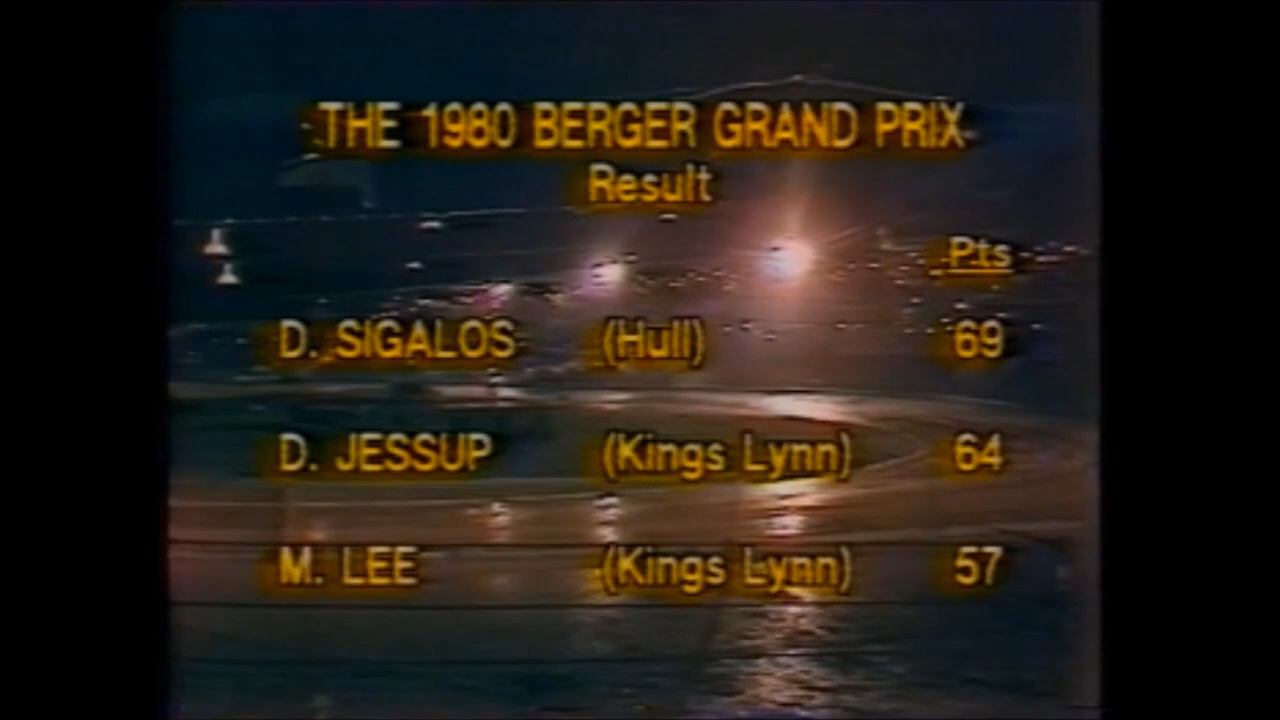 THE 1980 BERGER GRAND PRIX
Result
Pts
D. SIGALOS (Hull) 69
D. JESSUP (Kings Lynn) 64
M. LEE (Kings Lynn) 57